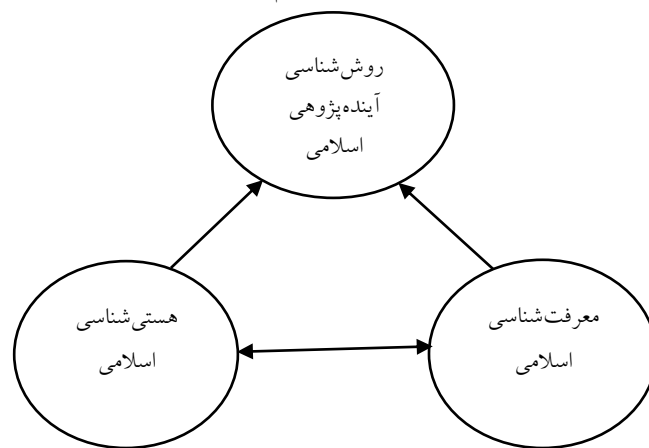 روش‌شناسی
آینده‌پژوهی
اسلامی
معرفت‌شناسی
اسلامی
هستی‌شناسی
اسلامی